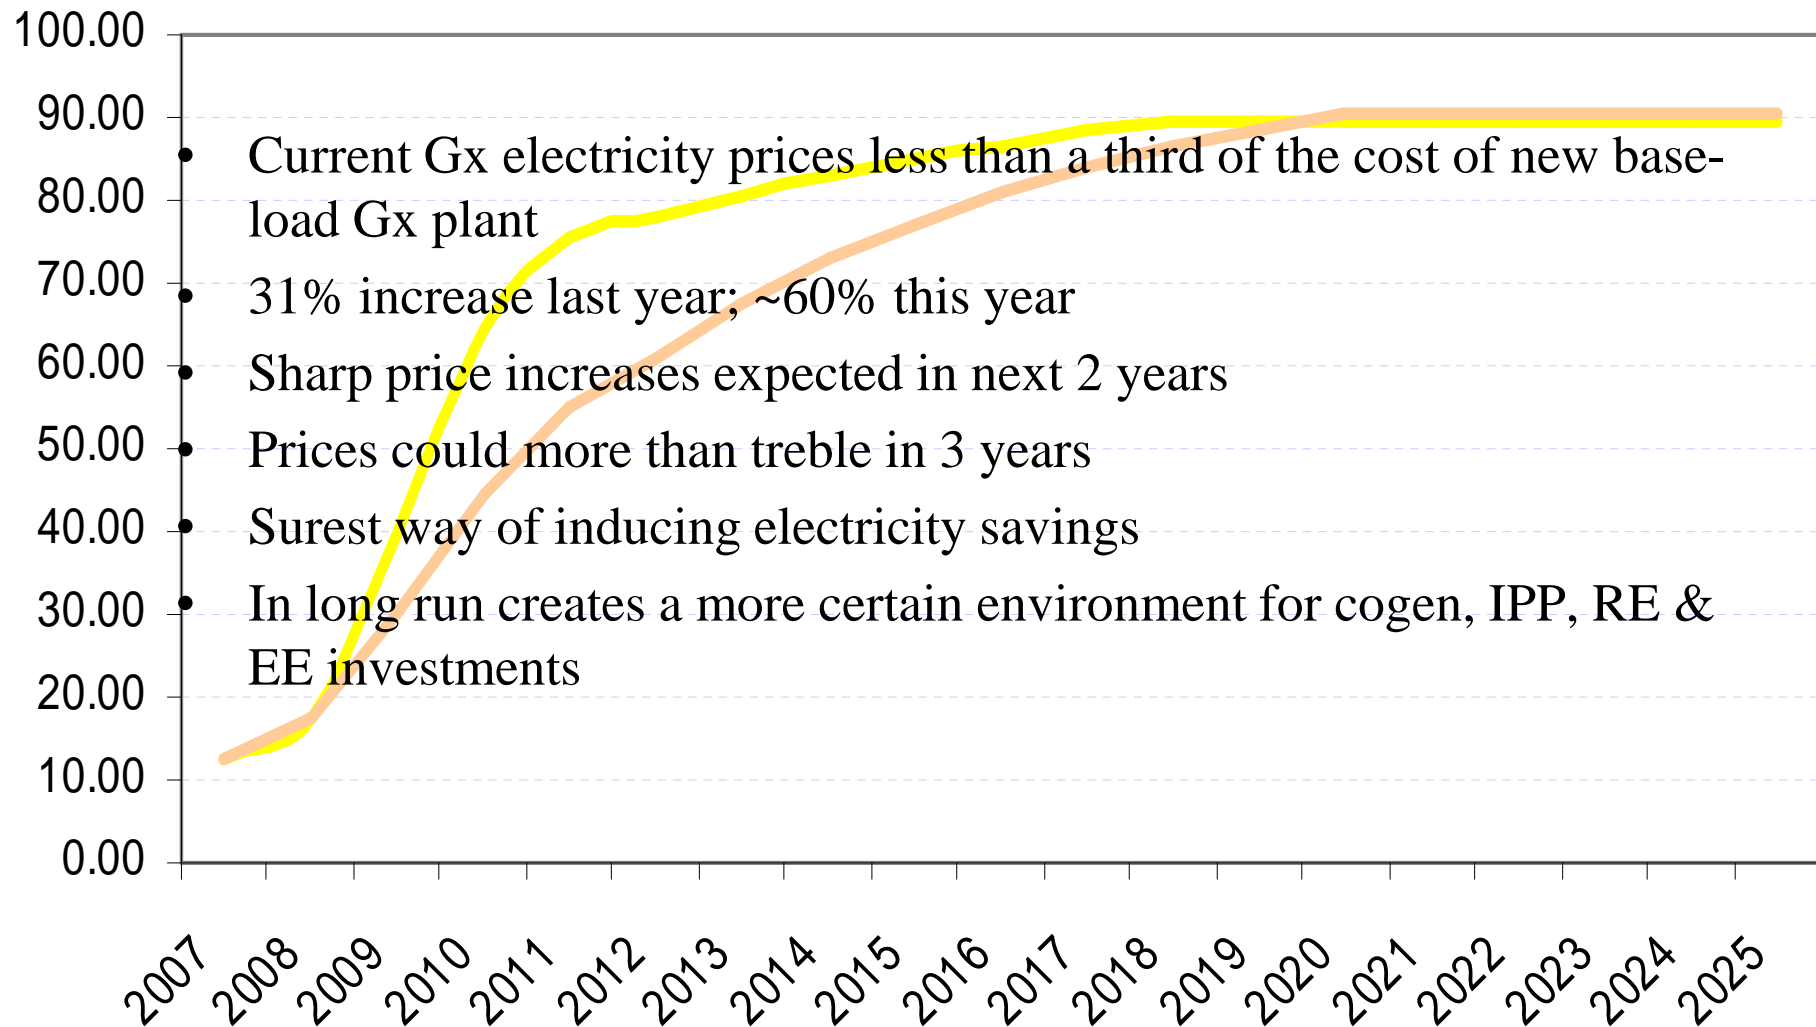 100.00
90.00
80.00
70.00
60.00
50.00
40.00
30.00
20.00
10.00
0.00
• Current Gx electricity prices less than a third of the cost of new base-
load Gx plant
• 31% increase last year; ~60% this year
• Sharp price increases expected in next 2 years
• Prices could more than treble in 3 years
• Surest way of inducing electricity savings
• In long run creates a more certain environment for cogen, IPP, RE &
EE investments
2007 2008 2009 2010 2011 2012 2013 2014 2015 2016 2017 2018 2019 2020 2021 2022 2023 2024 2025